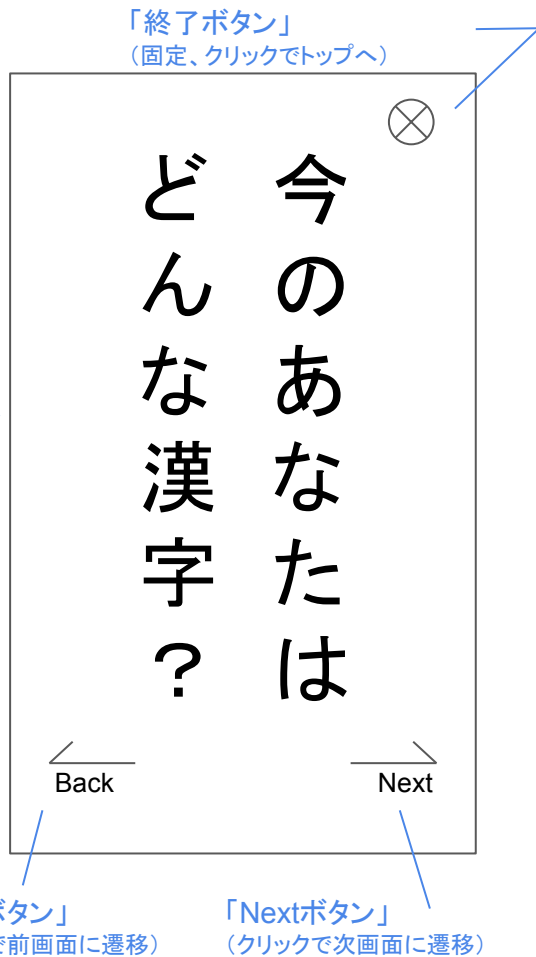 「終了ボタン」
（固定、クリックでトップへ）
今のあなたは
どんな漢字？
Back
Next
ボタン」
で前画面に遷移）
「Nextボタン」
（クリックで次画面に遷移）